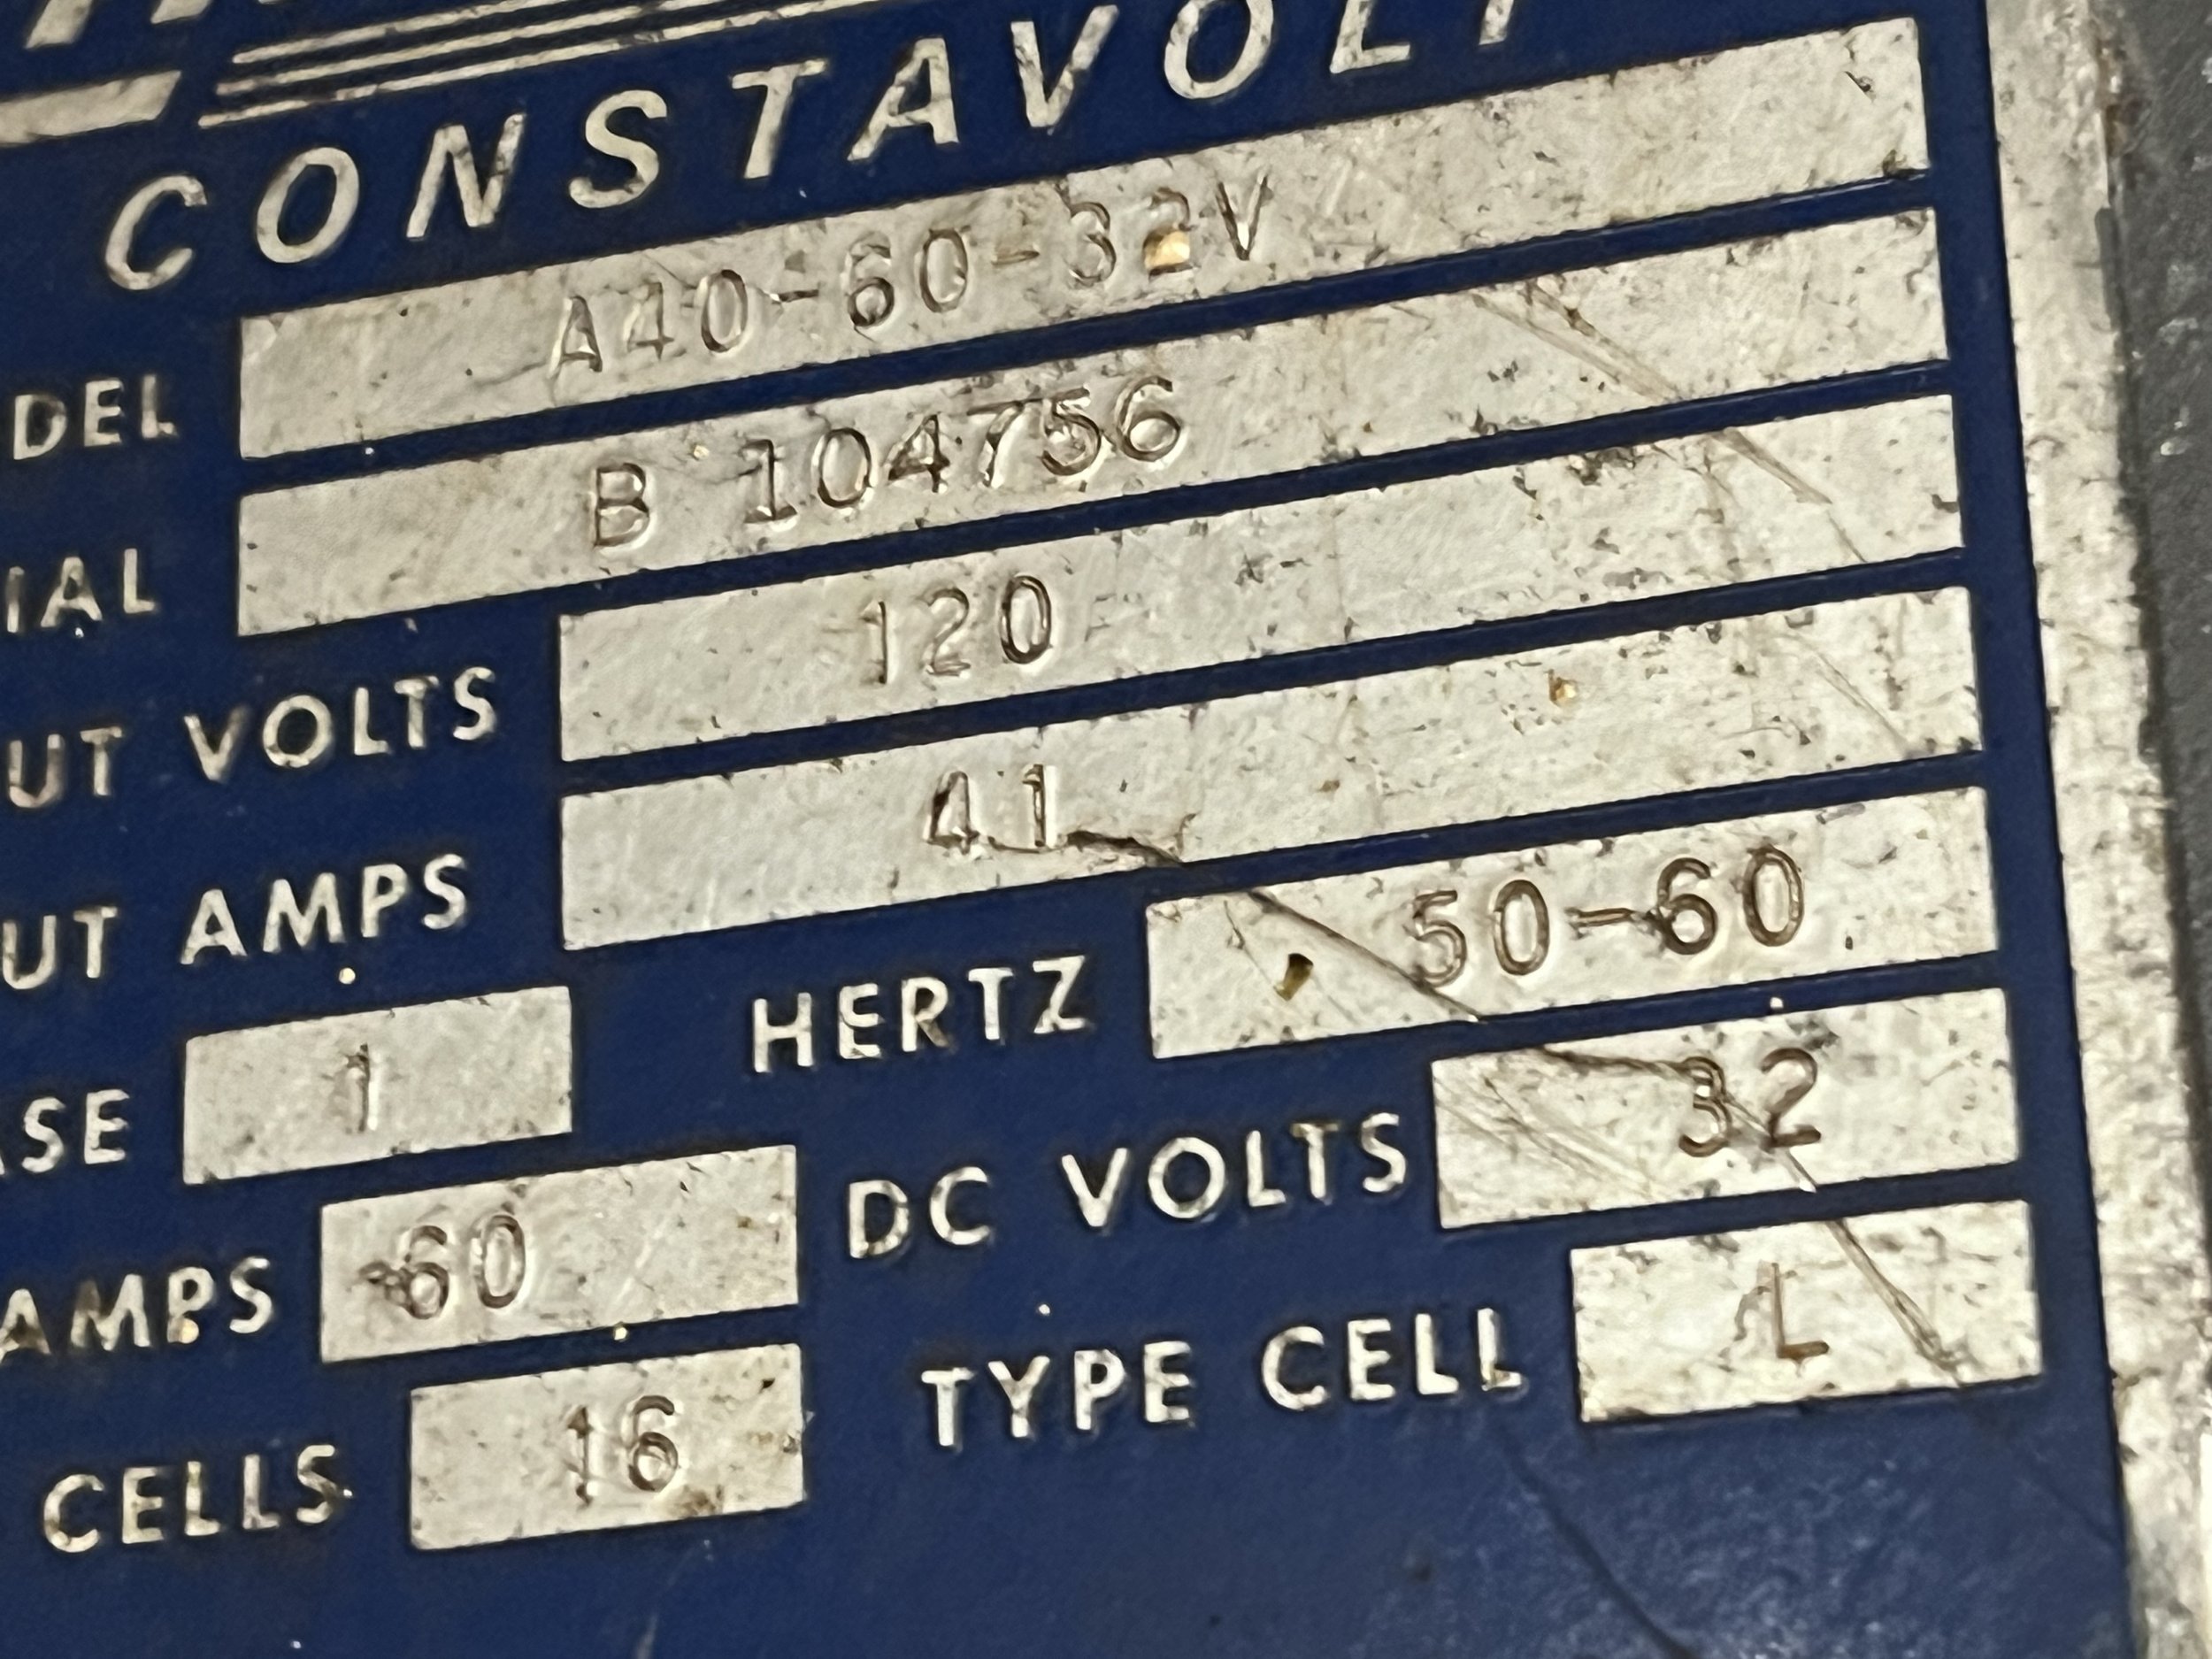 CONSTAVOLT
DEL A40-60-32V
IAL B 104756
UT VOLTS 120
UT AMPS 41
ASE 1 HERTZ 50-60
AMPS 60 DC VOLTS 32
CELLS 16 TYPE CELL L